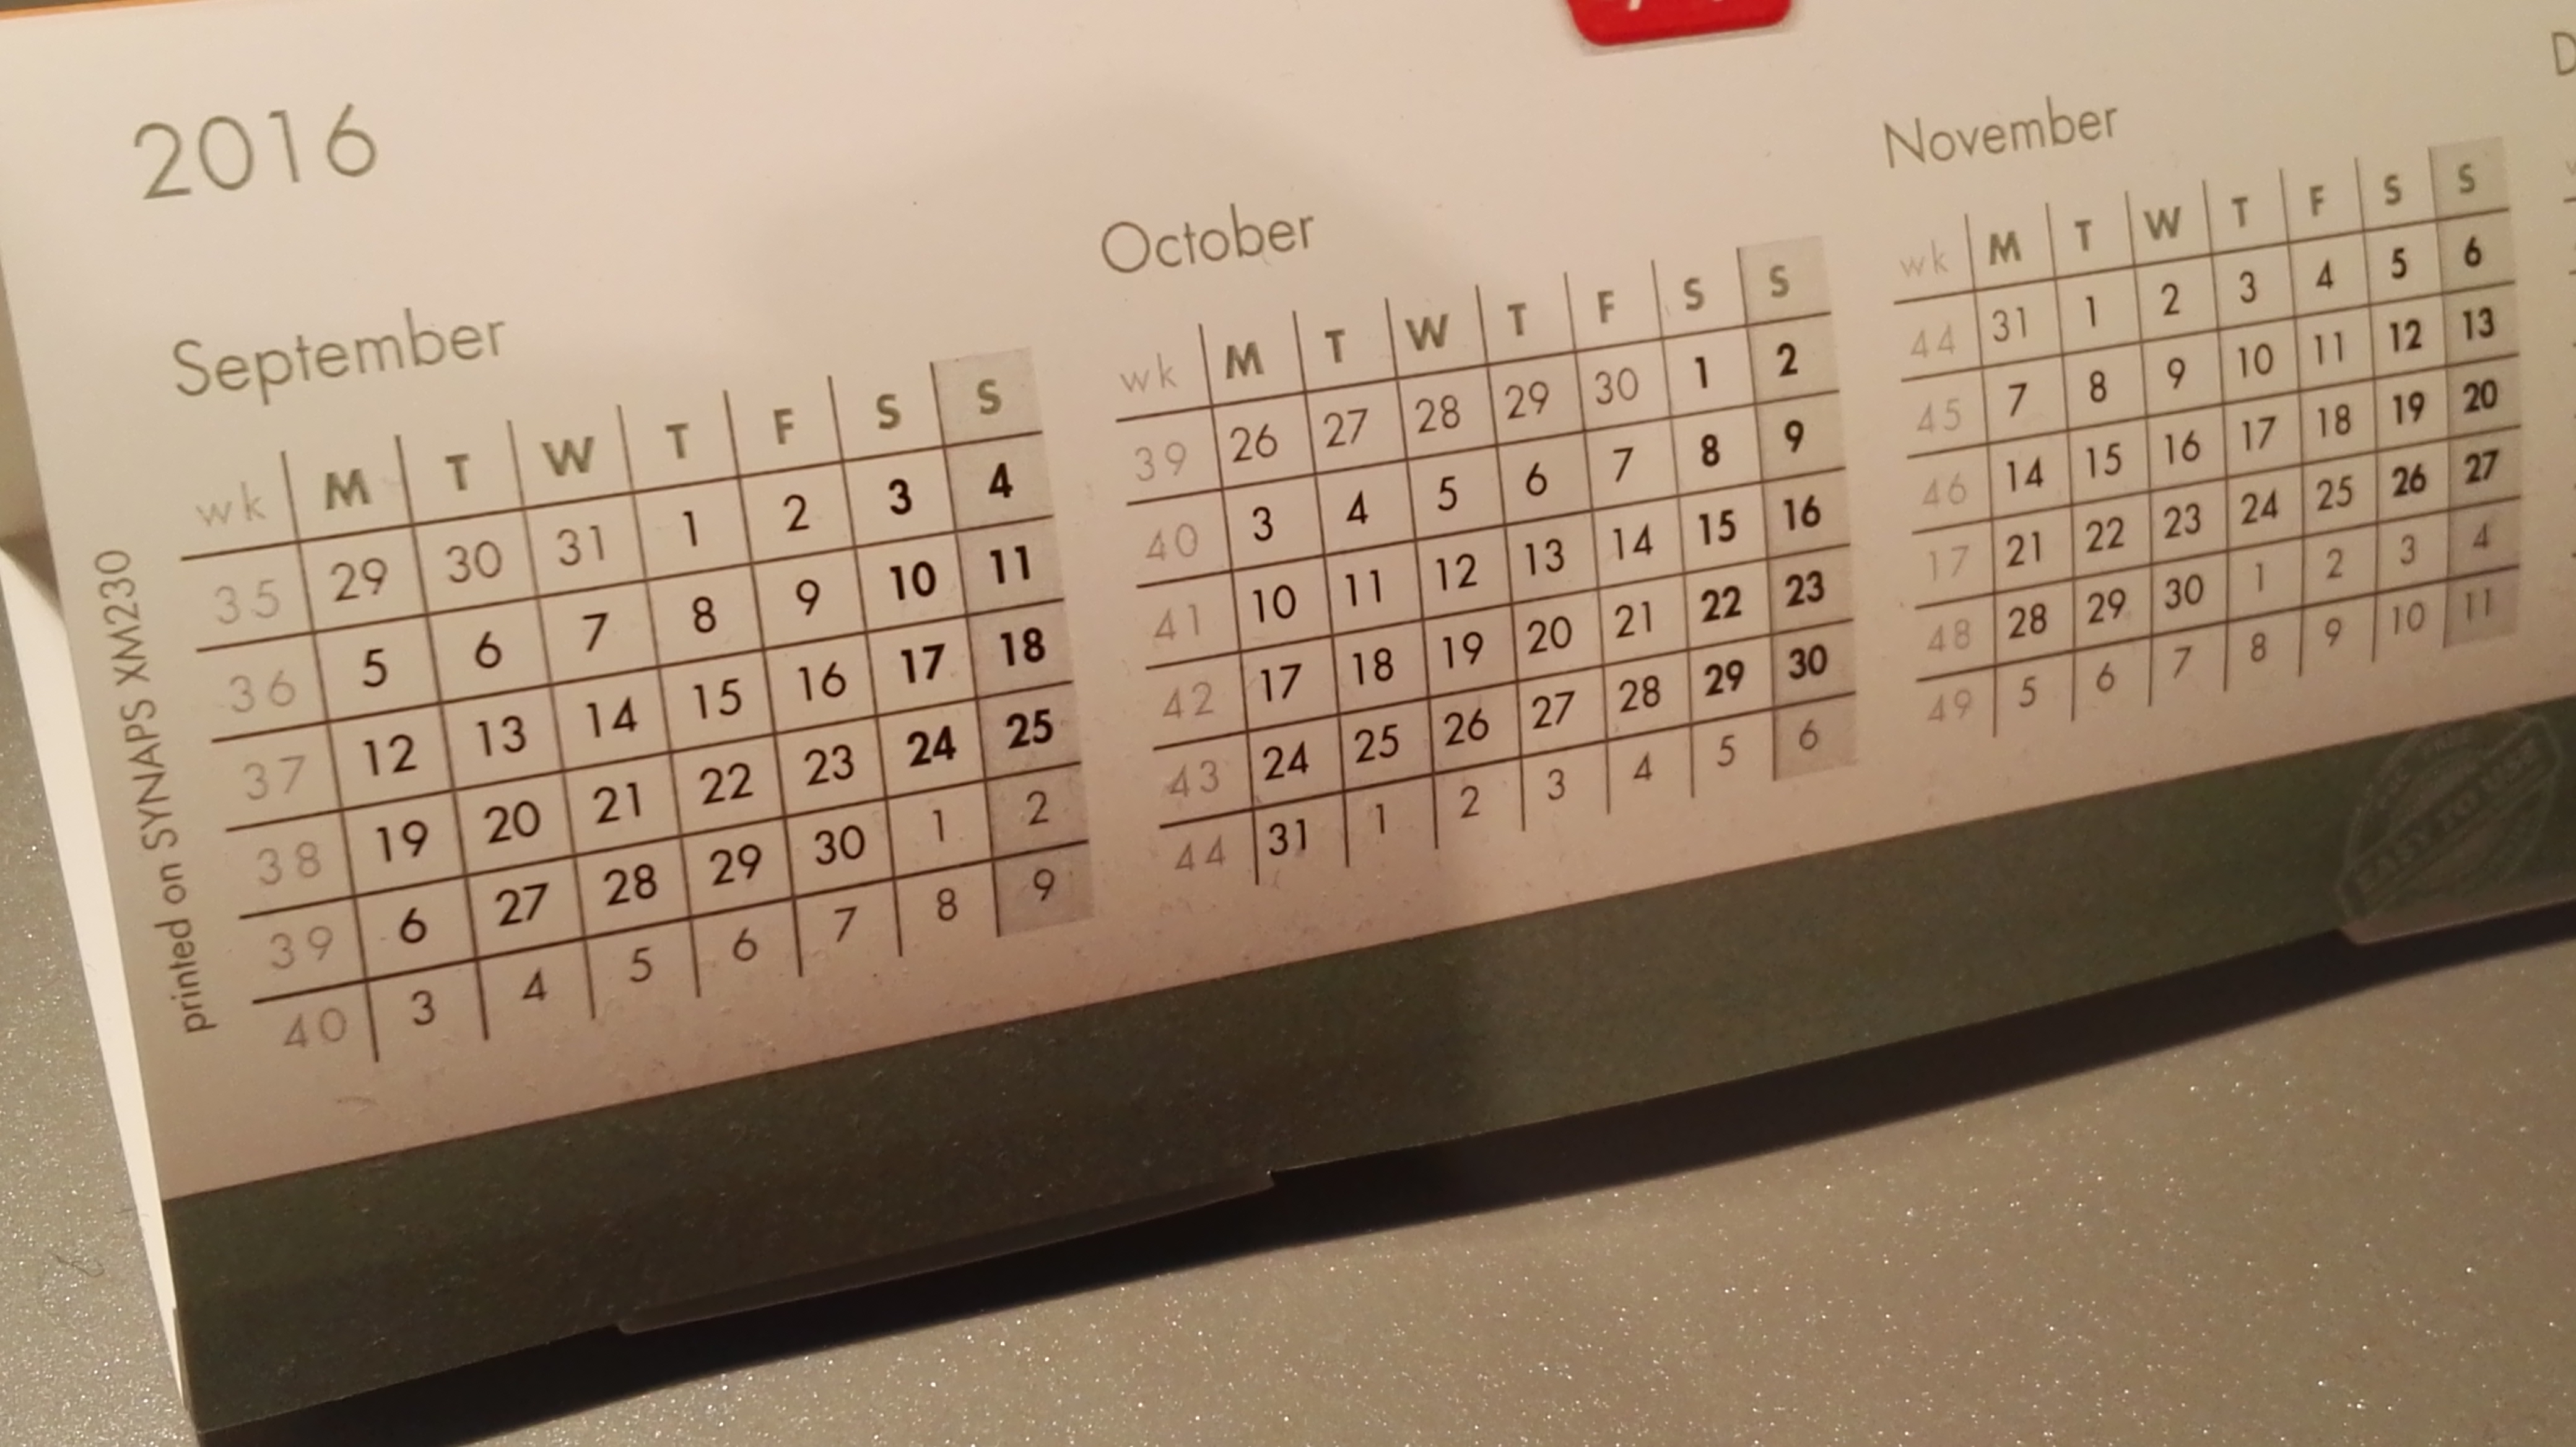 2016
September
wk M T W T F S S
35 29 30 31 1 2 3 4
36 5 6 7 8 9 10 11
37 12 13 14 15 16 17 18
38 19 20 21 22 23 24 25
39 6 27 28 29 30 1 2
40 3 4 5 6 7 8 9
October
wk M T W T F S S
39 26 27 28 29 30 1 2
40 3 4 5 6 7 8 9
41 10 11 12 13 14 15 16
42 17 18 19 20 21 22 23
43 24 25 26 27 28 29 30
44 31 1 2 3 4 5 6
November
wk M T W T F S S
44 31 1 2 3 4 5 6
45 7 8 9 10 11 12 13
46 14 15 16 17 18 19 20
17 21 22 23 24 25 26 27
48 28 29 30 1 2 3 4
49 5 6 7 8 9 10 11
D
printed on SYNAPS XM230
EASY TO USE